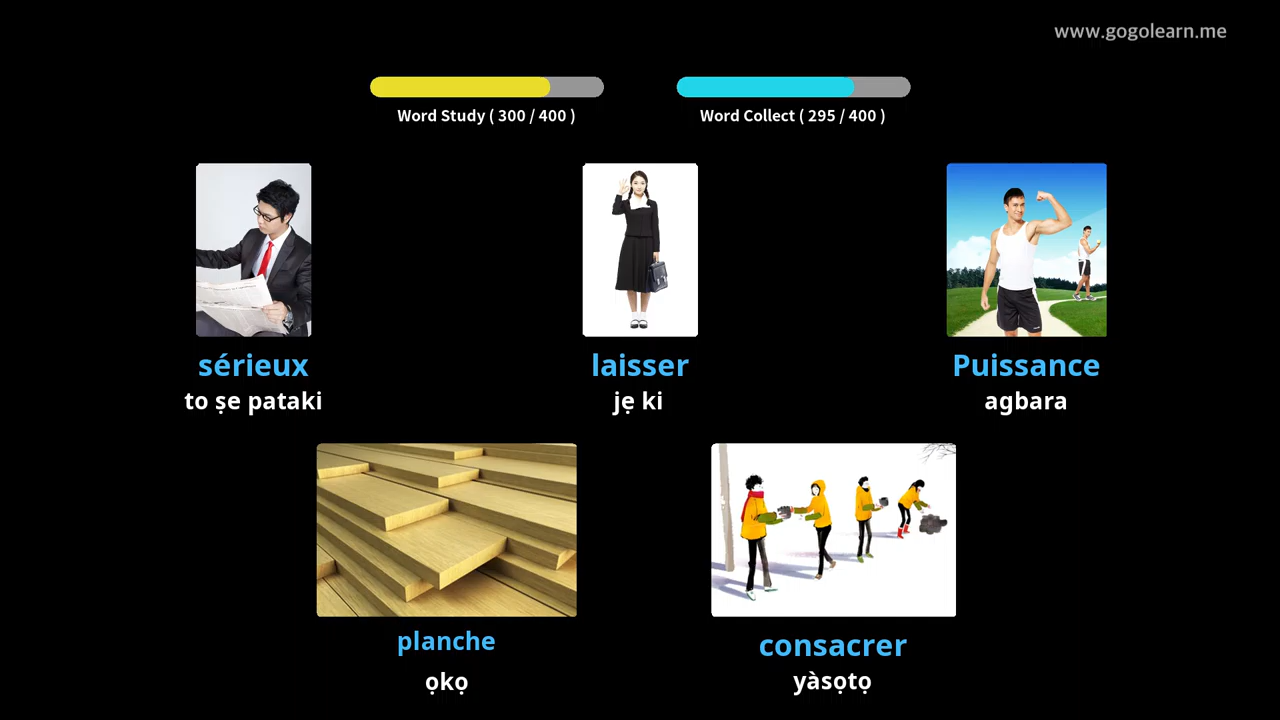 www.gogolearn.me
Word Study ( 300 / 400 )
Word Collect ( 295 / 400 )
sérieux
to ṣe pataki
laisser
jẹ ki
Puissance
agbara
planche
ọkọ
consacrer
yàsọtọ